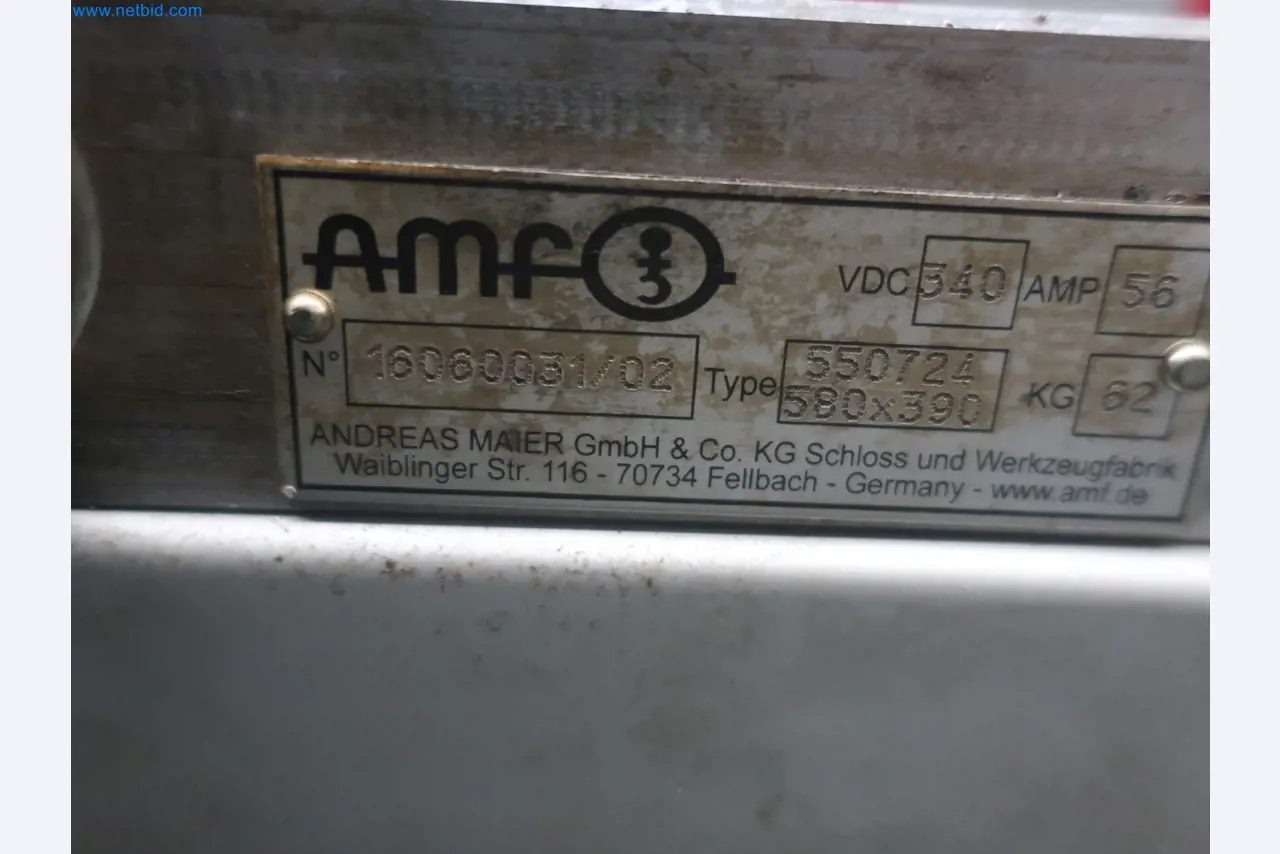 www.netbid.com
AMF
VDC 340 AMP 56
N° 16060031/02 Type 550724
580x390 KG 62
ANDREAS MAIER GmbH & Co. KG Schloss und Werkzeugfabrik
Waiblinger Str. 116 - 70734 Fellbach - Germany - www.amf.de